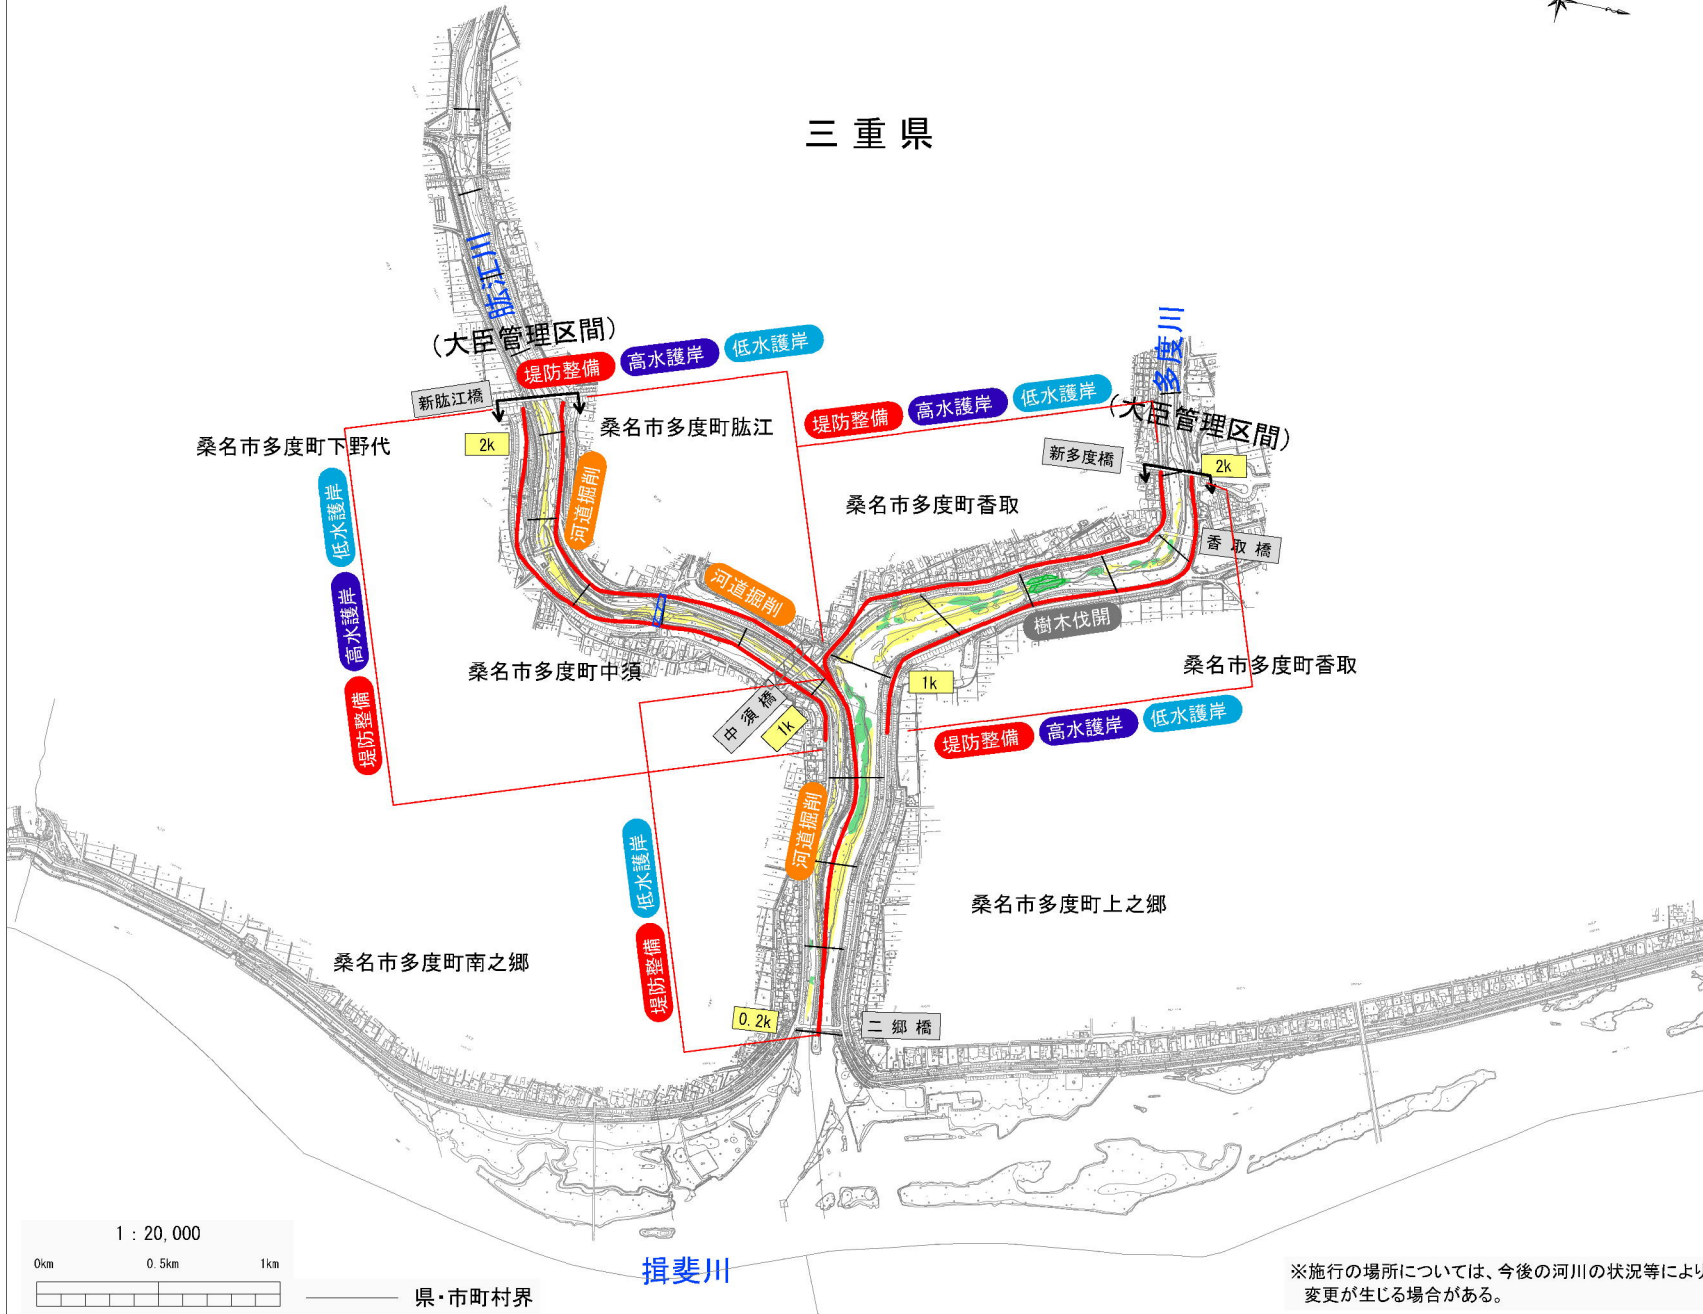 三重県
肱江川
(大臣管理区間)
堤防整備 高水護岸 低水護岸
新肱江橋
2k
桑名市多度町下野代
桑名市多度町肱江
多度川
堤防整備 高水護岸 低水護岸
(大臣管理区間)
新多度橋
2k
桑名市多度町香取
香取橋
河道掘削
低水護岸
高水護岸
堤防整備
河道掘削
樹木伐開
桑名市多度町香取
桑名市多度町中須
1k
中須橋
1k
堤防整備 高水護岸 低水護岸
河道掘削
低水護岸
堤防整備
桑名市多度町上之郷
桑名市多度町南之郷
0.2k
二郷橋
揖斐川
1:20,000
0km 0.5km 1km
県・市町村界
※施行の場所については、今後の河川の状況等により
変更が生じる場合がある。